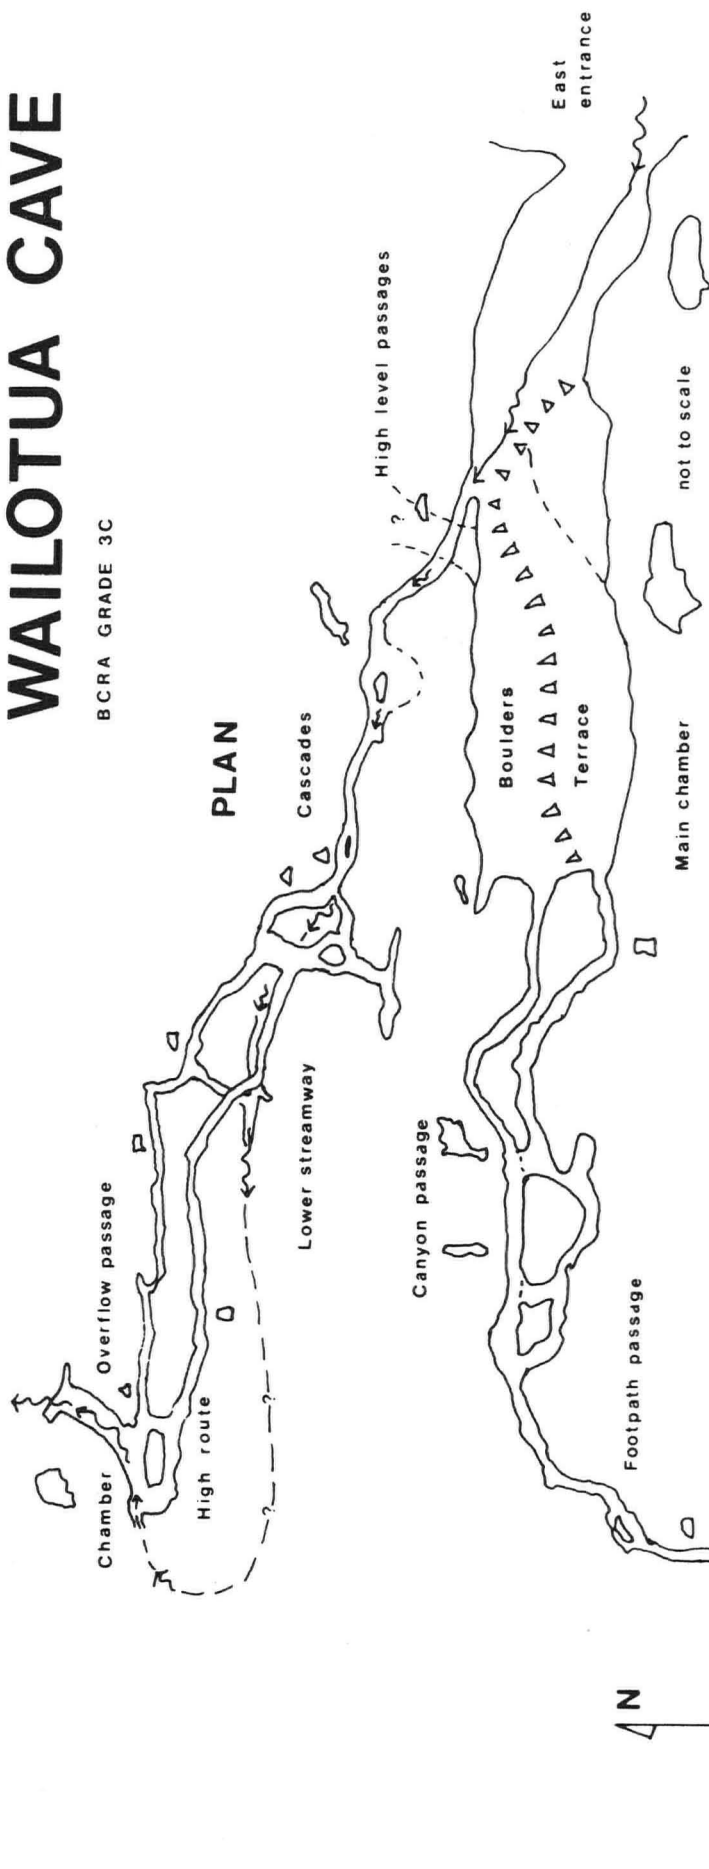 WAILOTUA CAVE
BCRA GRADE 3C
PLAN
East
entrance
High level passages
?
Cascades
Boulders
Terrace
not to scale
Main chamber
Lower streamway
Overflow passage
Canyon passage
Chamber
High route
?
?
Footpath passage
N